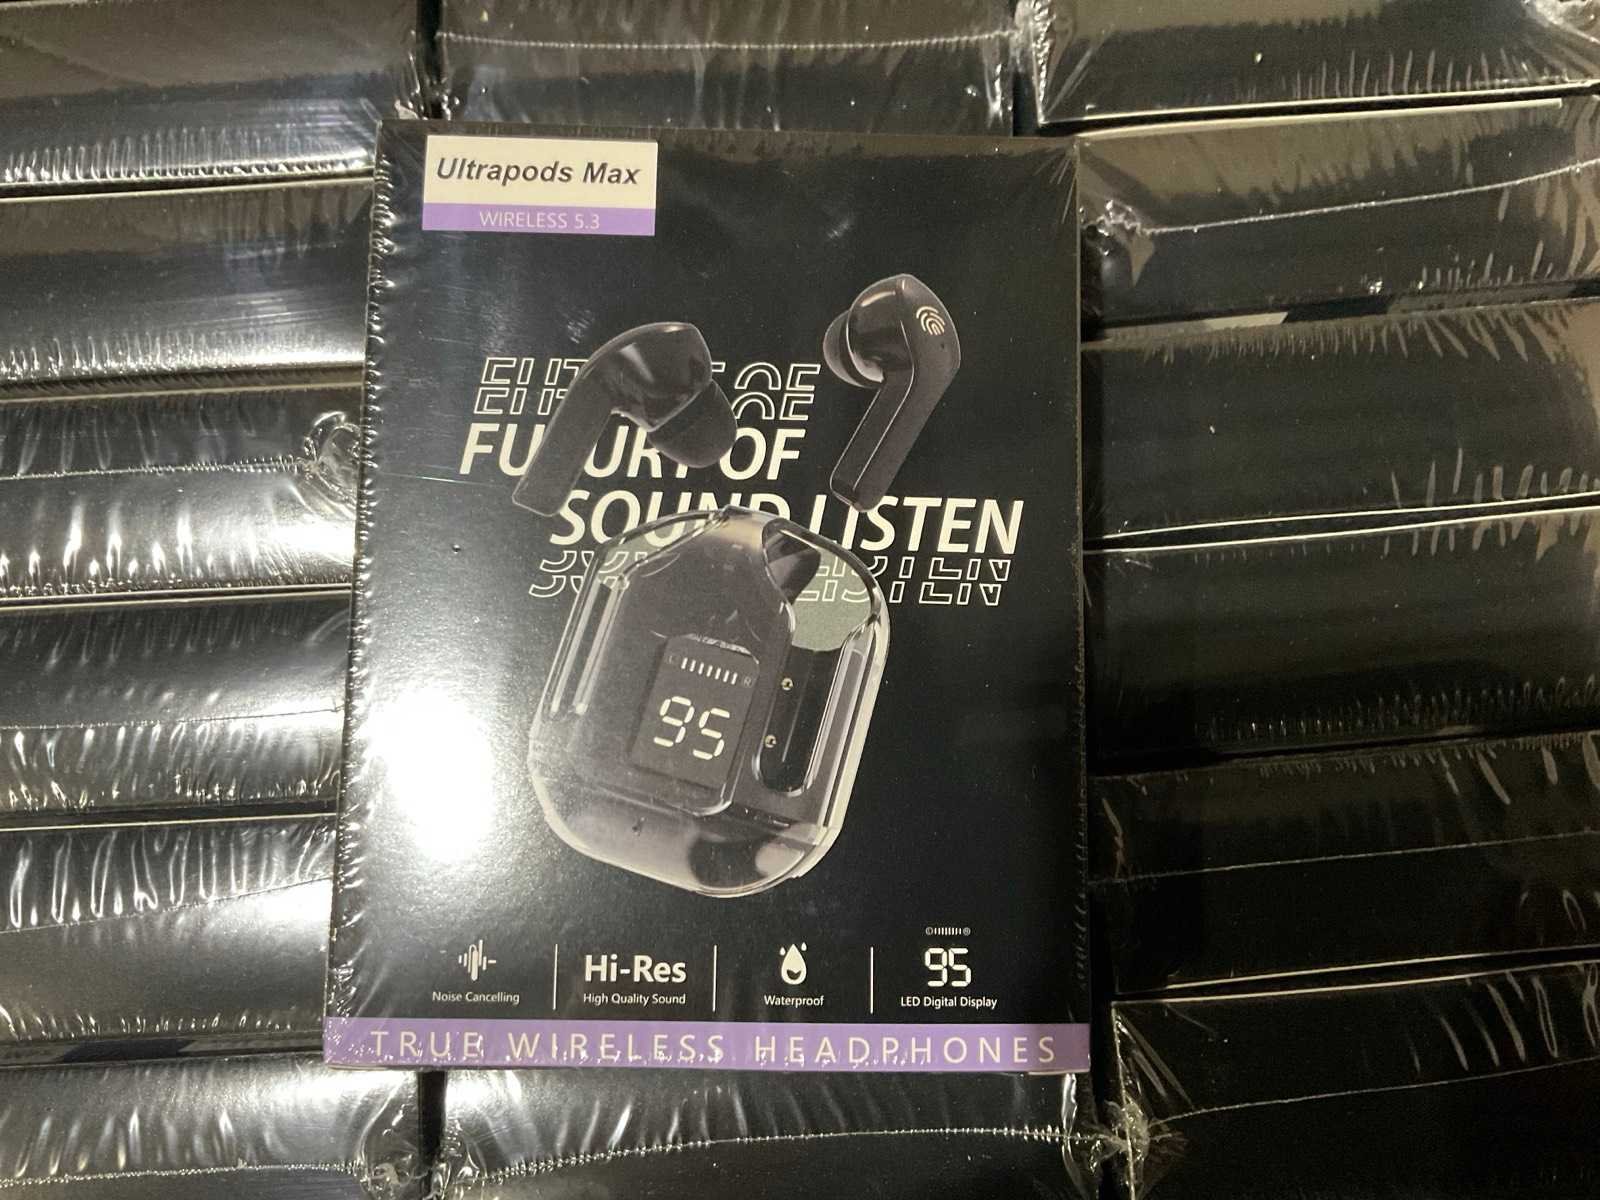 Ultrapods Max
WIRELESS 5.3
FUTURY OF
SOUND LISTEN
L R
95
Noise Cancelling
Hi-Res
High Quality Sound
Waterproof
95
LED Digital Display
TRUE WIRELESS HEADPHONES